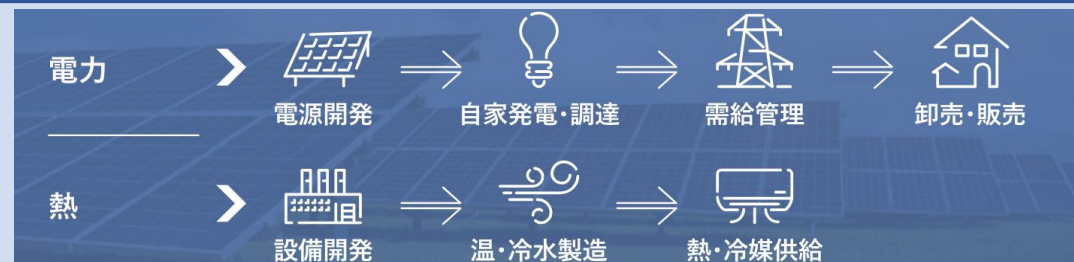 電力
電源開発
自家発電・調達
需給管理
卸売・販売
熱
設備開発
温・冷水製造
熱・冷媒供給